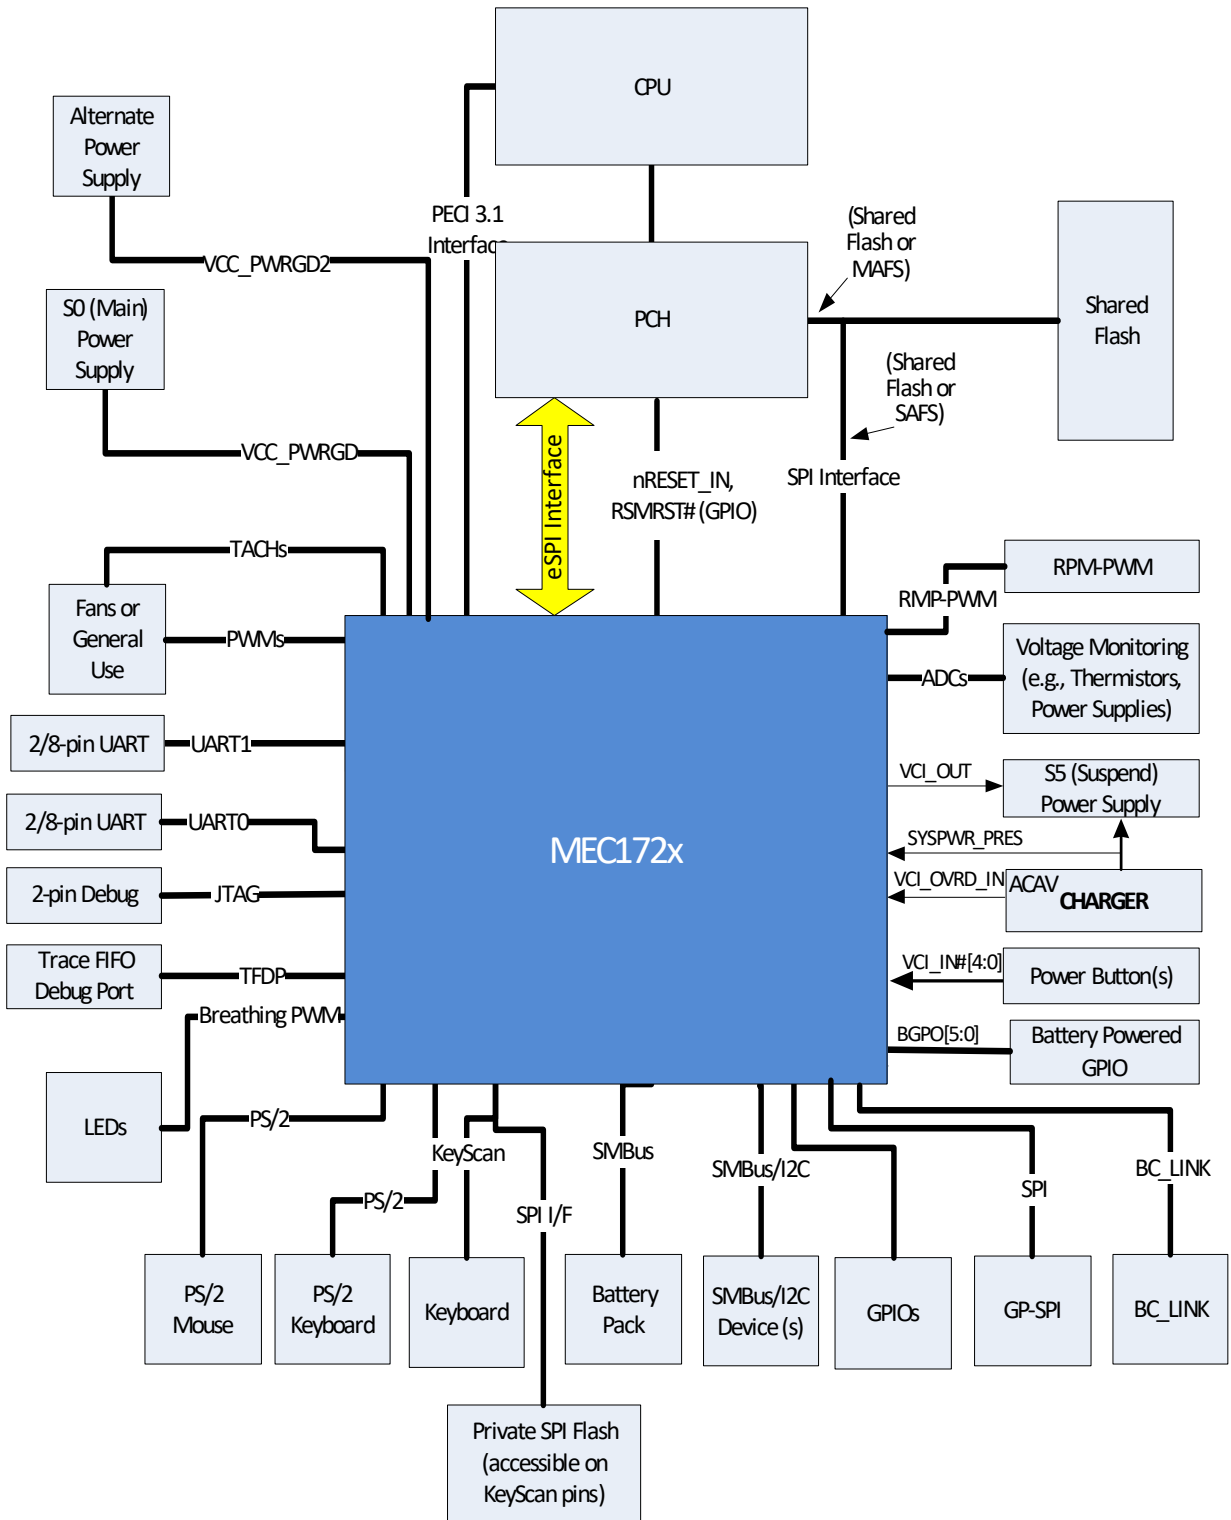 CPU
Alternate
Power
Supply
PECI 3.1
Interface
(Shared
Flash or
MAFS)
VCC_PWRGD2
S0 (Main)
Power
Supply
PCH
Shared
Flash
(Shared
Flash or
SAFS)
VCC_PWRGD
eSPI Interface
nRESET_IN,
RSMRST# (GPIO)
SPI Interface
TACHs
RPM-PWM
RMP-PWM
Fans or
General
Use
PWMs
Voltage Monitoring
(e.g., Thermistors,
Power Supplies)
ADCs
2/8-pin UART
UART1
VCI_OUT
S5 (Suspend)
Power Supply
2/8-pin UART
UART0
MEC172x
SYSPWR_PRES
2-pin Debug
JTAG
VCI_OVRD_IN
ACAV
CHARGER
Trace FIFO
Debug Port
TFDP
VCI_IN#[4:0]
Power Button(s)
Breathing PWM
BGPO[5:0]
Battery Powered
GPIO
LEDs
PS/2
KeyScan
SMBus
SMBus/I2C
BC_LINK
PS/2
SPI I/F
SPI
PS/2
Mouse
PS/2
Keyboard
Keyboard
Battery
Pack
SMBus/I2C
Device (s)
GPIOs
GP-SPI
BC_LINK
Private SPI Flash
(accessible on
KeyScan pins)